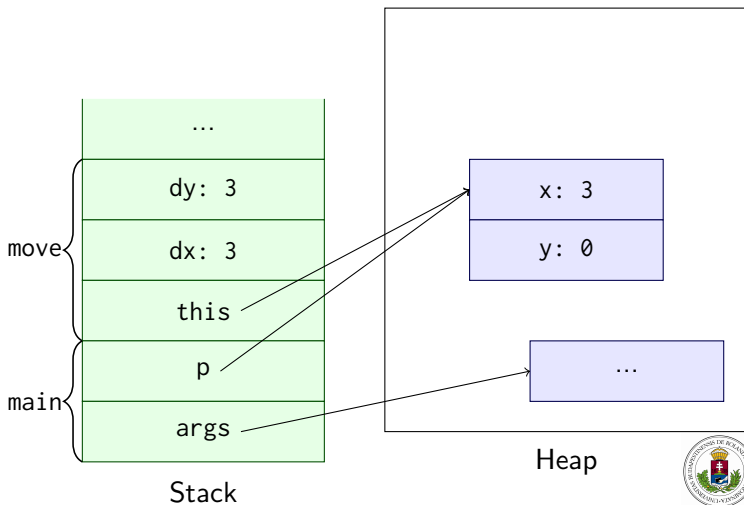 ...
dy: 3
dx: 3
this
p
args
move
main
Stack
x: 3
y: 0
...
Heap